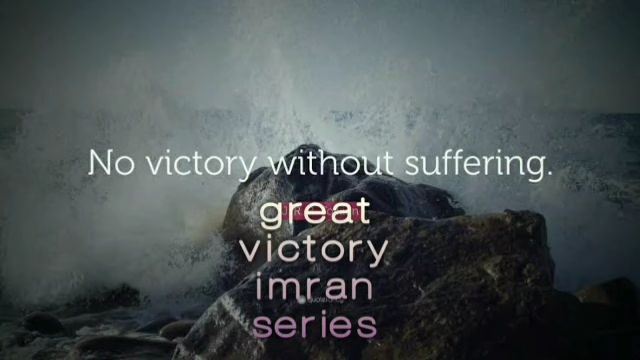 No victory without suffering.
great
victory
imran
series